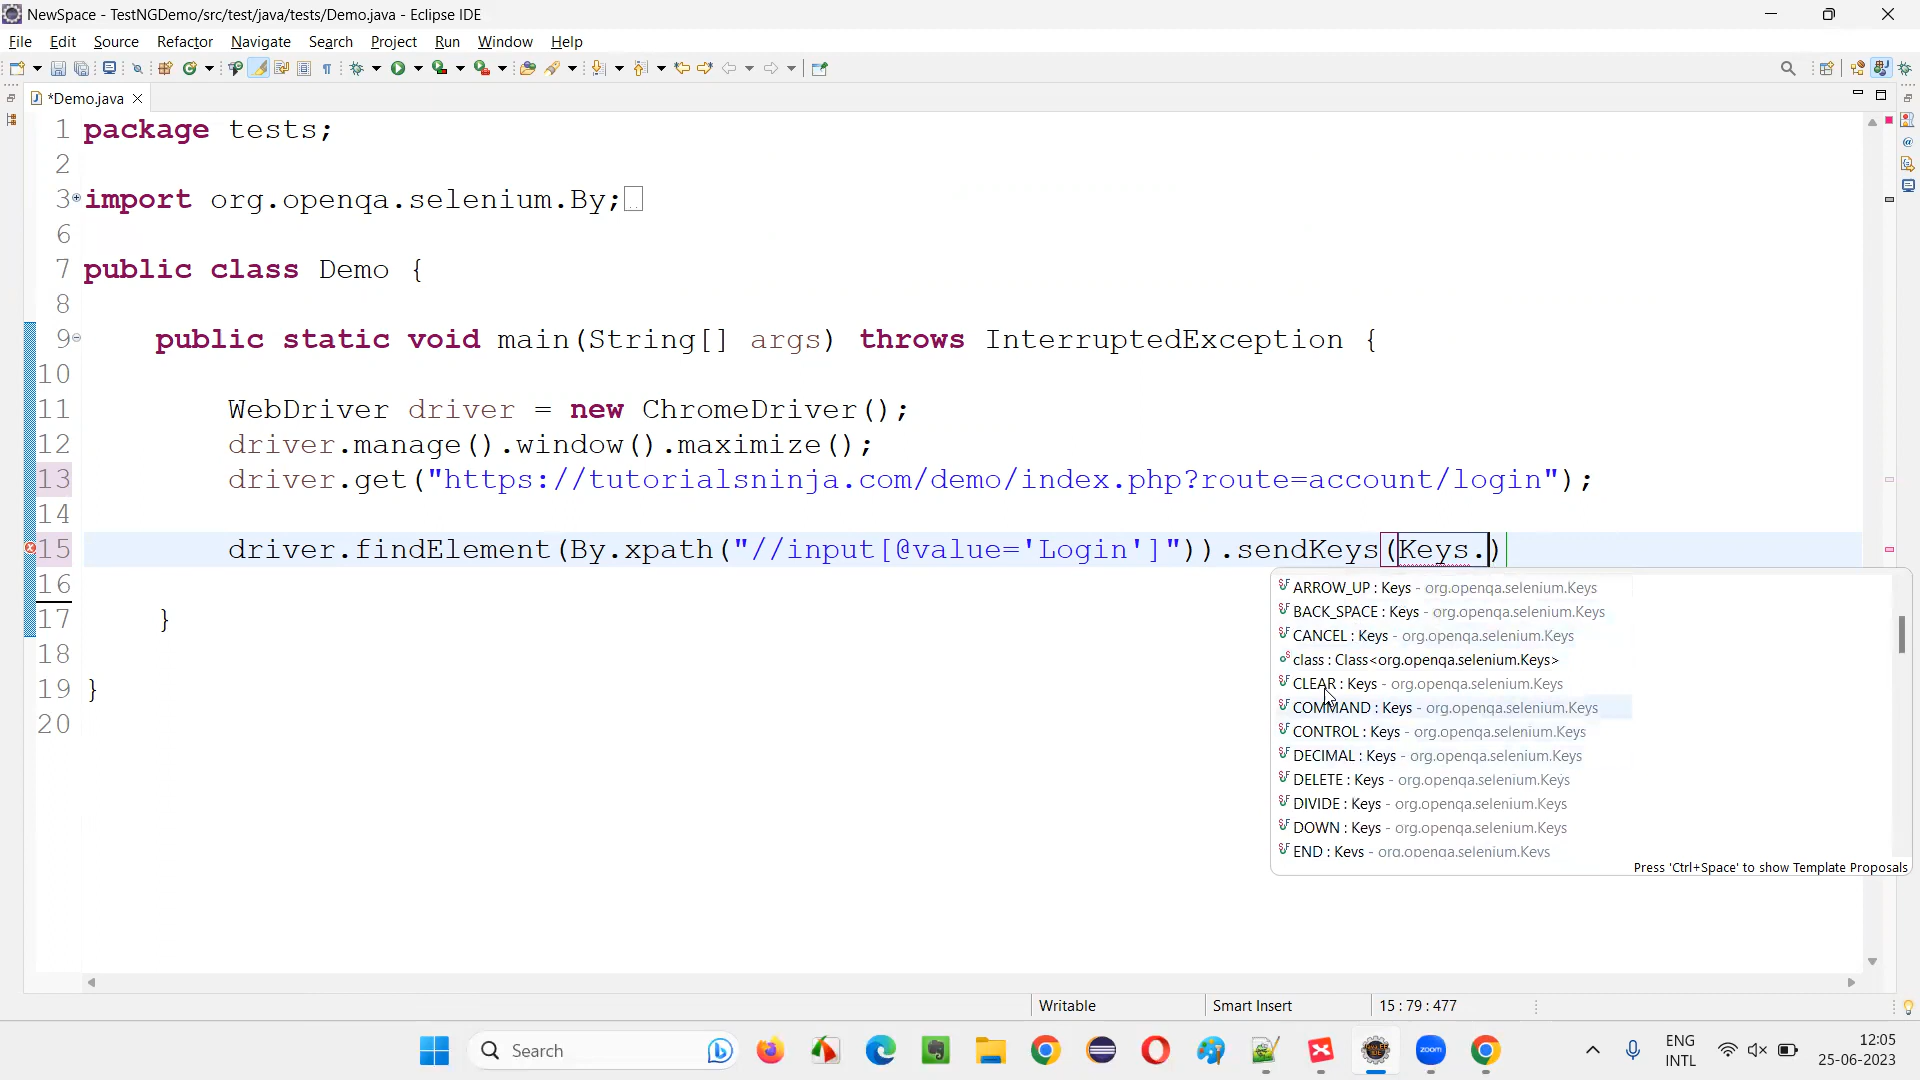 NewSpace - TestNGDemo/src/test/java/tests/Demo.java - Eclipse IDE
File Edit Source Refactor Navigate Search Project Run Window Help
*Demo.java
1 package tests;
2
3 import org.openqa.selenium.By;
6
7 public class Demo {
8
9 public static void main(String[] args) throws InterruptedException {
10
11 WebDriver driver = new ChromeDriver();
12 driver.manage().window().maximize();
13 driver.get("https://tutorialsninja.com/demo/index.php?route=account/login");
14
15 driver.findElement(By.xpath("//input[@value='Login']")).sendKeys(Keys.)
16
17 }
18
19 }
20
ARROW_UP : Keys - org.openqa.selenium.Keys
BACK_SPACE : Keys - org.openqa.selenium.Keys
CANCEL : Keys - org.openqa.selenium.Keys
class : Class<org.openqa.selenium.Keys>
CLEAR : Keys - org.openqa.selenium.Keys
COMMAND : Keys - org.openqa.selenium.Keys
CONTROL : Keys - org.openqa.selenium.Keys
DECIMAL : Keys - org.openqa.selenium.Keys
DELETE : Keys - org.openqa.selenium.Keys
DIVIDE : Keys - org.openqa.selenium.Keys
DOWN : Keys - org.openqa.selenium.Keys
END : Keys - org.openqa.selenium.Keys
Press 'Ctrl+Space' to show Template Proposals
Writable Smart Insert 15 : 79 : 477
Search
zoom
ENG
INTL
12:05
25-06-2023